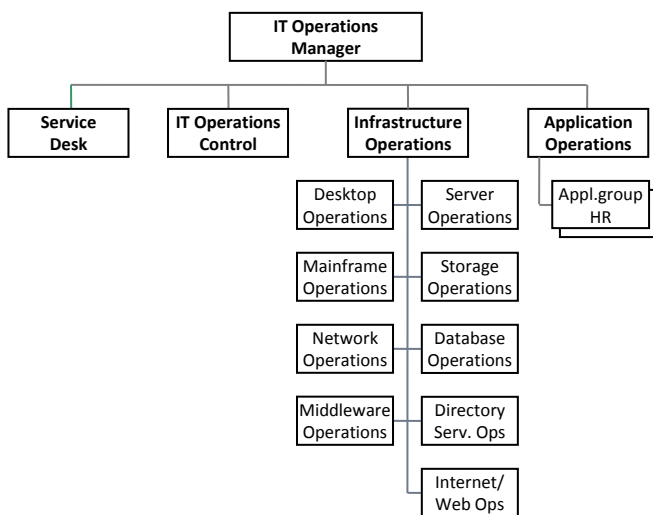 IT Operations
Manager
Service
Desk
IT Operations
Control
Infrastructure
Operations
Application
Operations
Desktop
Operations
Server
Operations
Appl.group
HR
Mainframe
Operations
Storage
Operations
Network
Operations
Database
Operations
Middleware
Operations
Directory
Serv. Ops
Internet/
Web Ops